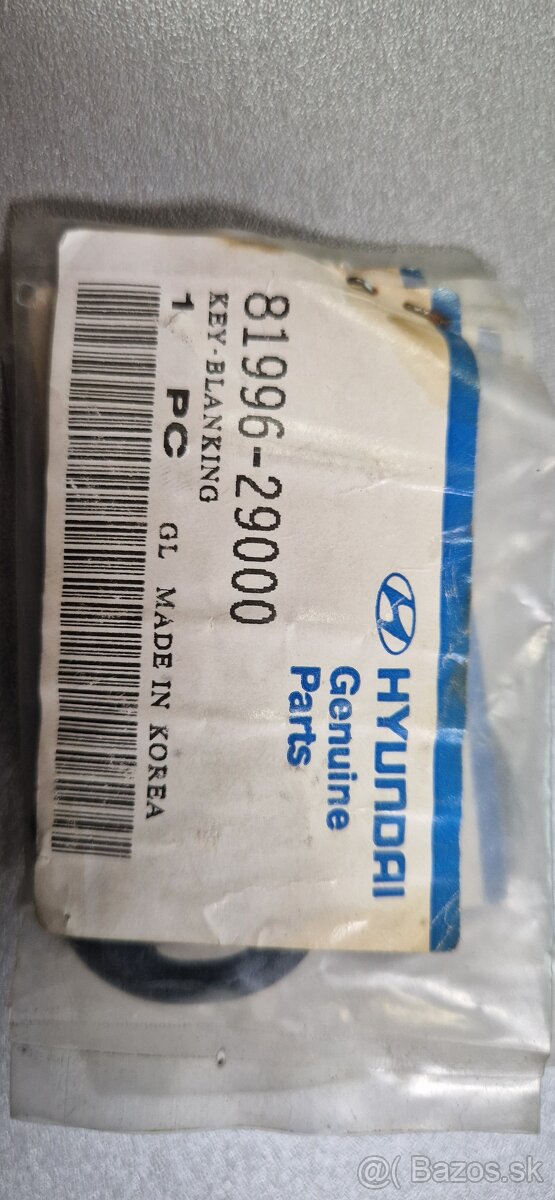 HYUNDAI
Genuine
Parts
81996-29000
KEY-BLANKING
1 PC GL MADE IN KOREA
@( Bazos.sk